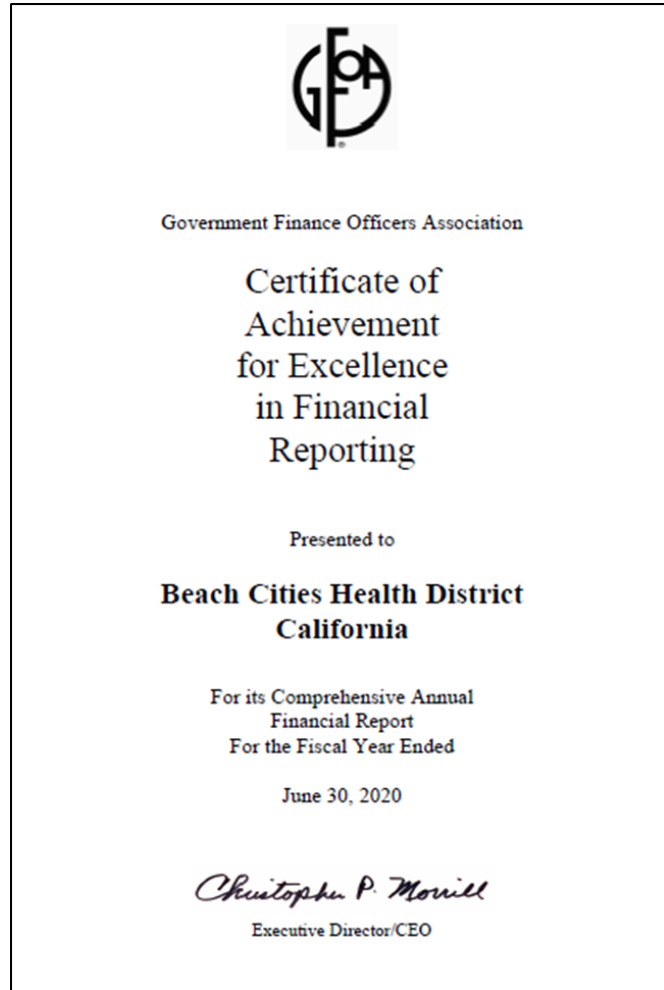 GFOA
®
Government Finance Officers Association
Certificate of
Achievement
for Excellence
in Financial
Reporting
Presented to
Beach Cities Health District
California
For its Comprehensive Annual
Financial Report
For the Fiscal Year Ended
June 30, 2020
Christopher P. Morrill
Executive Director/CEO